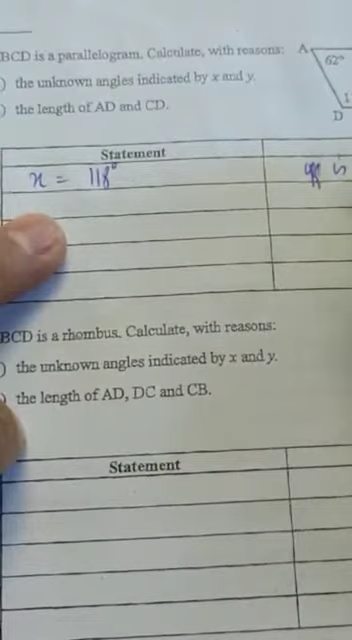 BCD is a parallelogram. Calculate, with reasons: A
) the unknown angles indicated by x and y. 62°
) the length of AD and CD. 1
D
Statement
x = 118°
BCD is a rhombus. Calculate, with reasons:
) the unknown angles indicated by x and y.
) the length of AD, DC and CB.
Statement